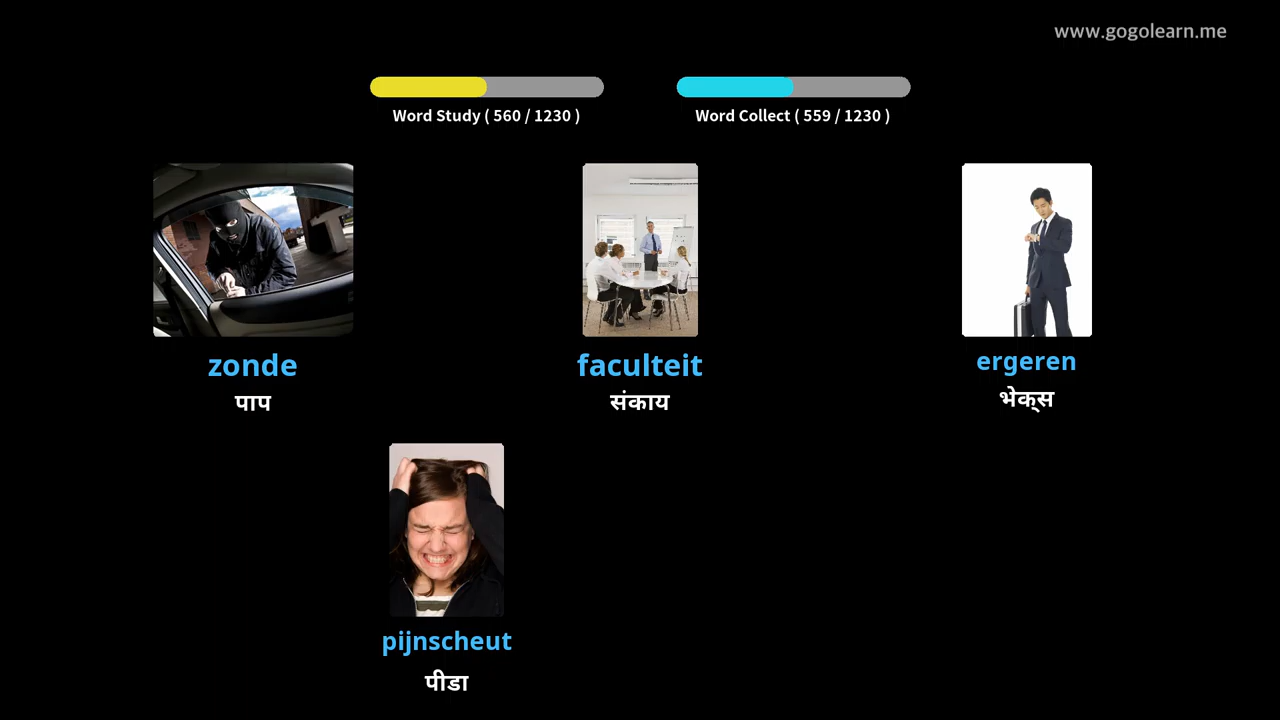 www.gogolearn.me
Word Study ( 560 / 1230 )
Word Collect ( 559 / 1230 )
zonde
पाप
faculteit
संकाय
ergeren
भेक्स
pijnscheut
पीडा